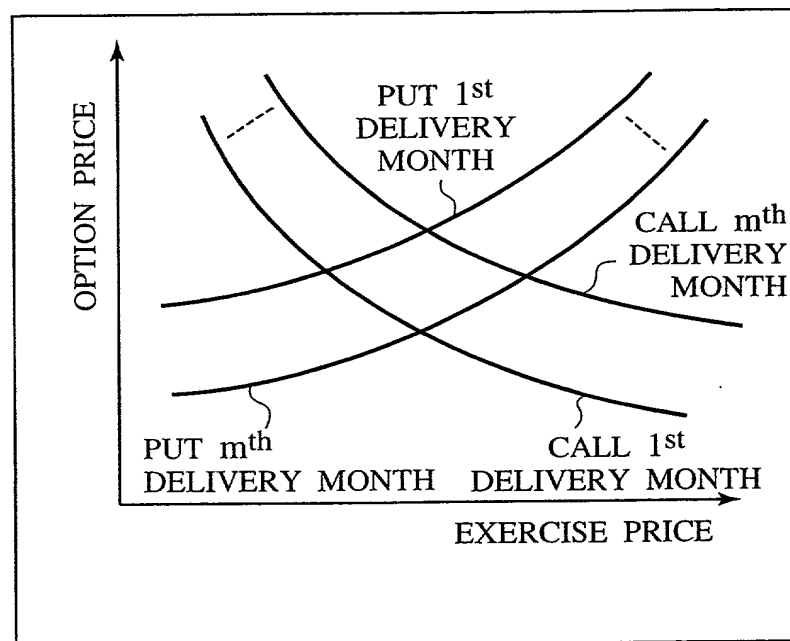 OPTION PRICE
PUT 1st
DELIVERY
MONTH
CALL mth
DELIVERY
MONTH
PUT mth
DELIVERY MONTH
CALL 1st
DELIVERY MONTH
EXERCISE PRICE